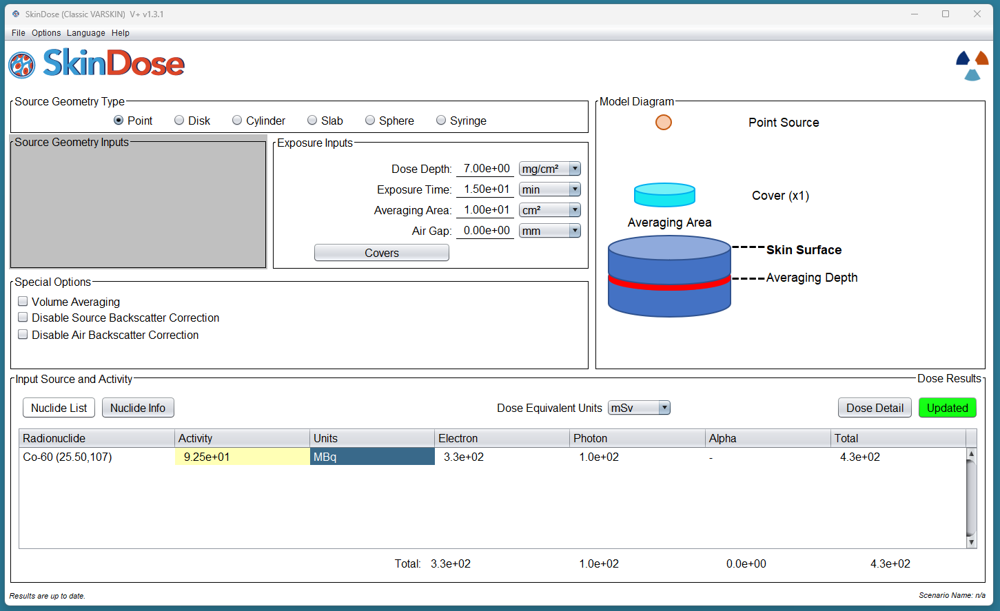 SkinDose (Classic VARSKIN) V+ v1.3.1
File Options Language Help
SkinDose
Source Geometry Type
Point Disk Cylinder Slab Sphere Syringe
Source Geometry Inputs
Exposure Inputs
Dose Depth: 7.00e+00 mg/cm²
Exposure Time: 1.50e+01 min
Averaging Area: 1.00e+01 cm²
Air Gap: 0.00e+00 mm
Covers
Special Options
Volume Averaging
Disable Source Backscatter Correction
Disable Air Backscatter Correction
Model Diagram
Point Source
Cover (x1)
Averaging Area
Skin Surface
Averaging Depth
Input Source and Activity
Dose Results
Nuclide List Nuclide Info Dose Equivalent Units mSv Dose Detail Updated
Radionuclide Activity Units Electron Photon Alpha Total
Co-60 (25.50,107) 9.25e+01 MBq 3.3e+02 1.0e+02 - 4.3e+02
Total: 3.3e+02 1.0e+02 0.0e+00 4.3e+02
Results are up to date.
Scenario Name: n/a